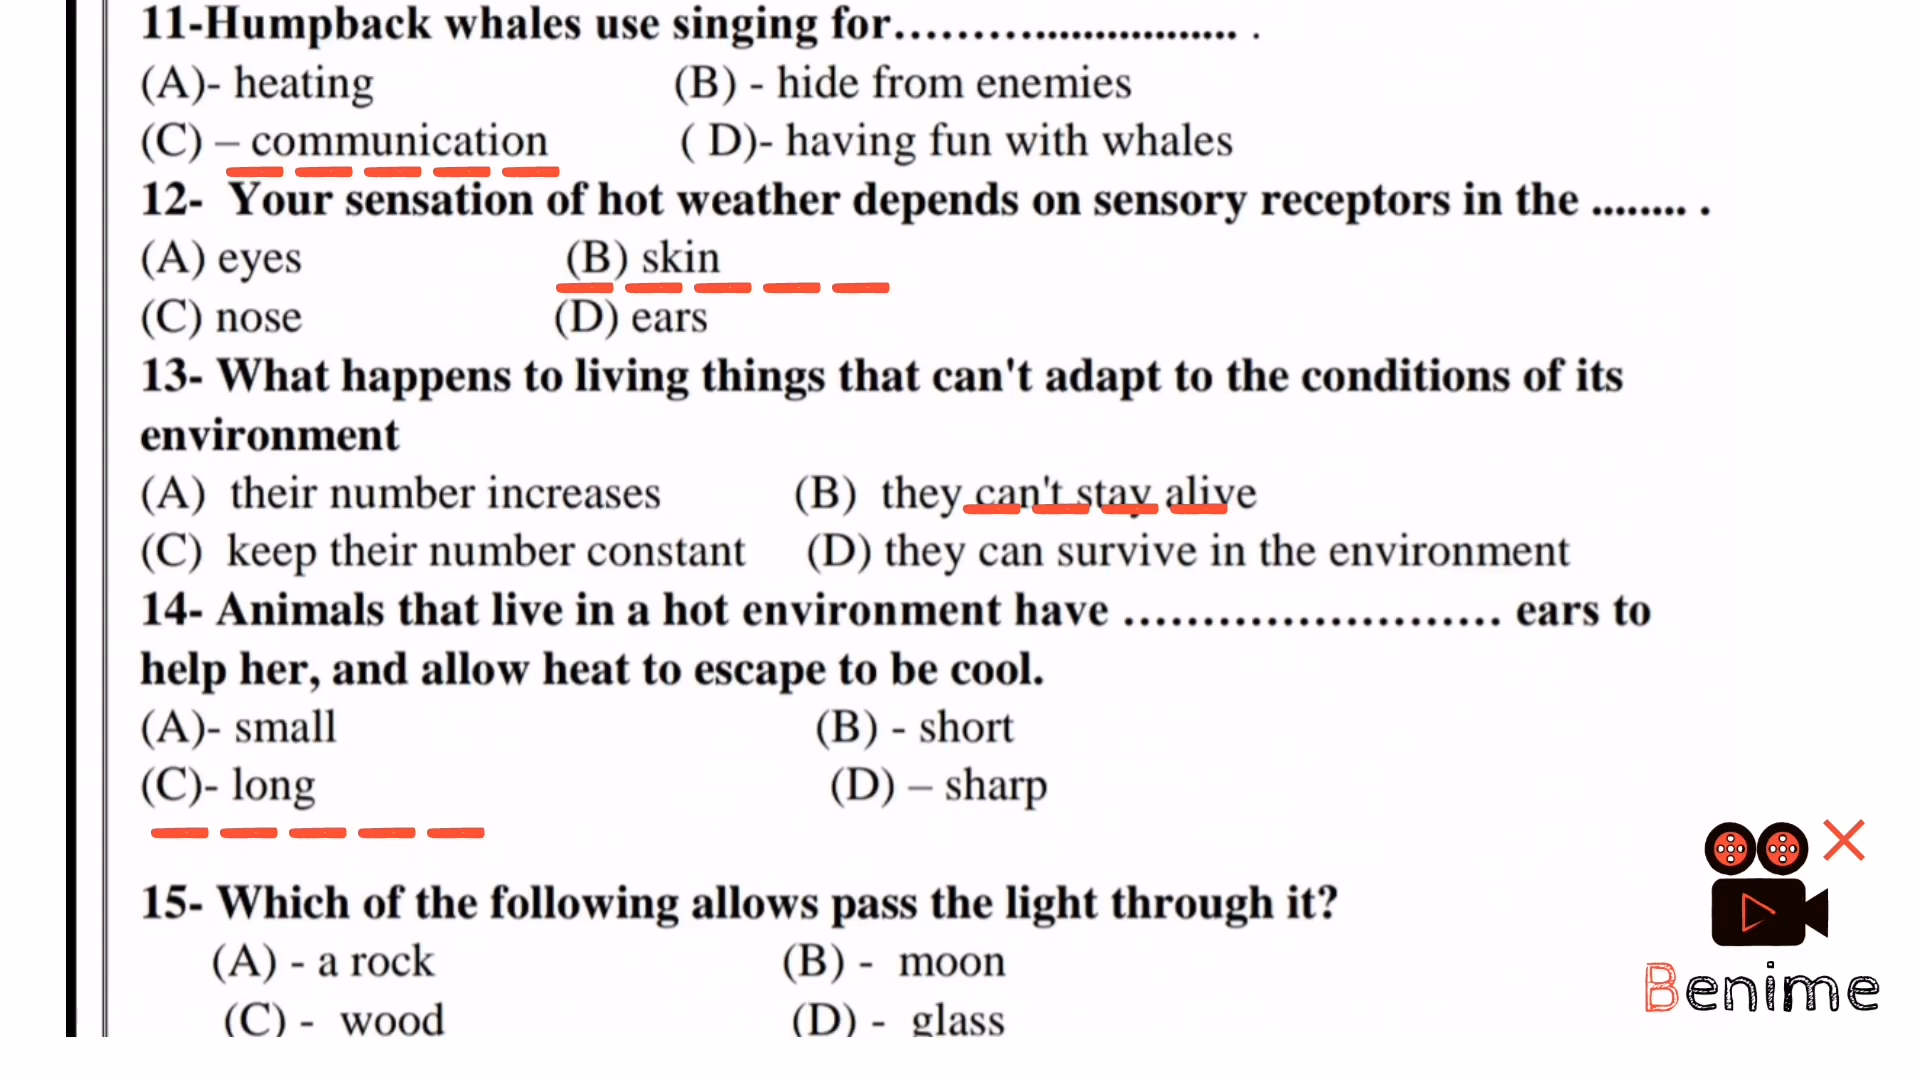 11-Humpback whales use singing for............................ .
(A)- heating (B) - hide from enemies
(C) – communication ( D)- having fun with whales
12- Your sensation of hot weather depends on sensory receptors in the ........ .
(A) eyes (B) skin
(C) nose (D) ears
13- What happens to living things that can't adapt to the conditions of its
environment
(A) their number increases (B) they can't stay alive
(C) keep their number constant (D) they can survive in the environment
14- Animals that live in a hot environment have ........................ ears to
help her, and allow heat to escape to be cool.
(A)- small (B) - short
(C)- long (D) – sharp
15- Which of the following allows pass the light through it?
(A) - a rock (B) - moon
(C) - wood (D) - glass
Benime